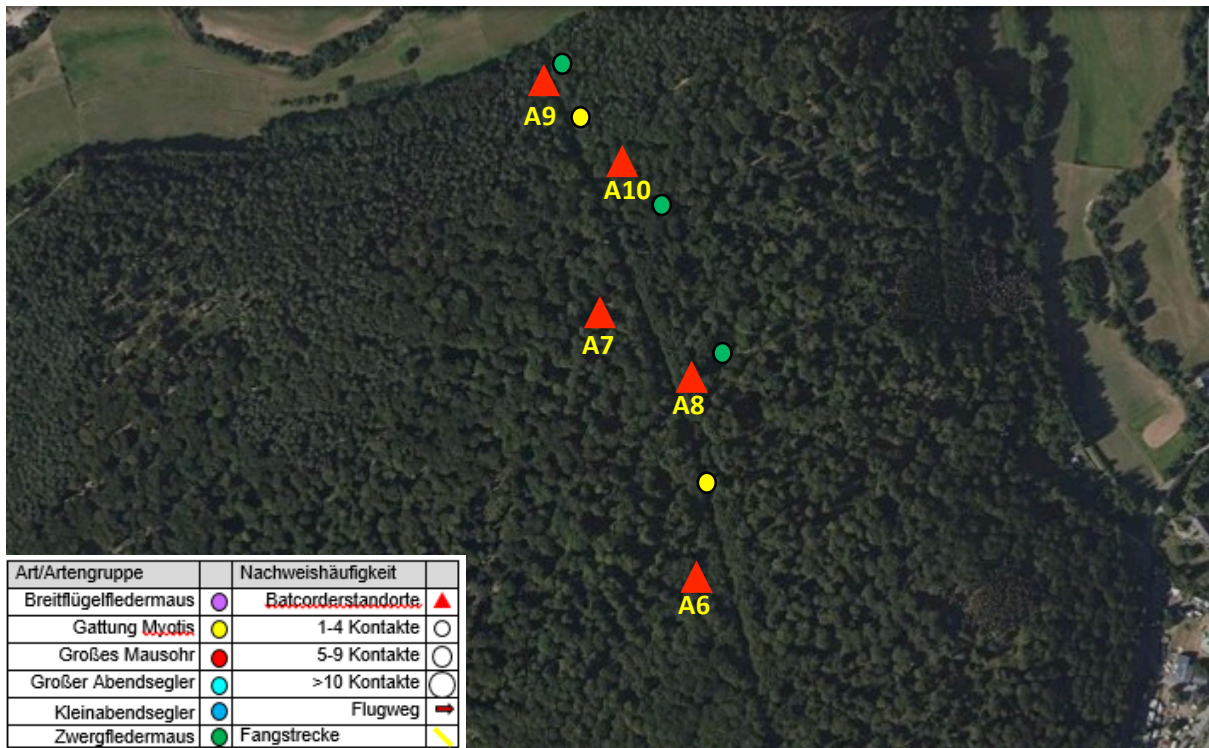 A9
A10
A7
A8
A6
Art/Artengruppe Nachweishäufigkeit
Breitflügelfledermaus Batcorderstandorte
Gattung Myotis 1-4 Kontakte
Großes Mausohr 5-9 Kontakte
Großer Abendsegler >10 Kontakte
Kleinabendsegler Flugweg
Zwergfledermaus Fangstrecke